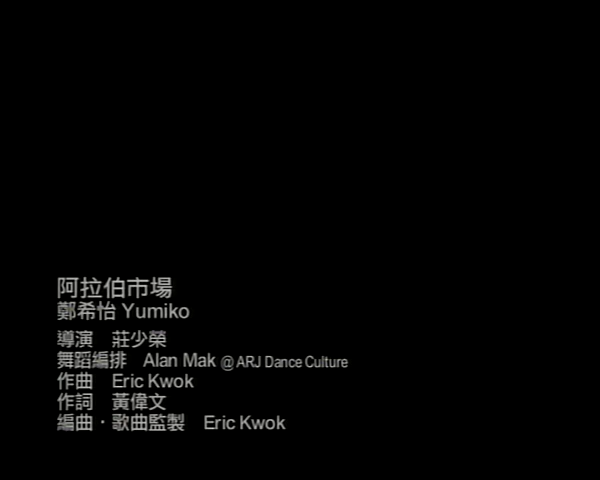 阿拉伯市場
鄭希怡 Yumiko
導演 莊少榮
舞蹈編排 Alan Mak @ ARJ Dance Culture
作曲 Eric Kwok
作詞 黃偉文
編曲．歌曲監製 Eric Kwok